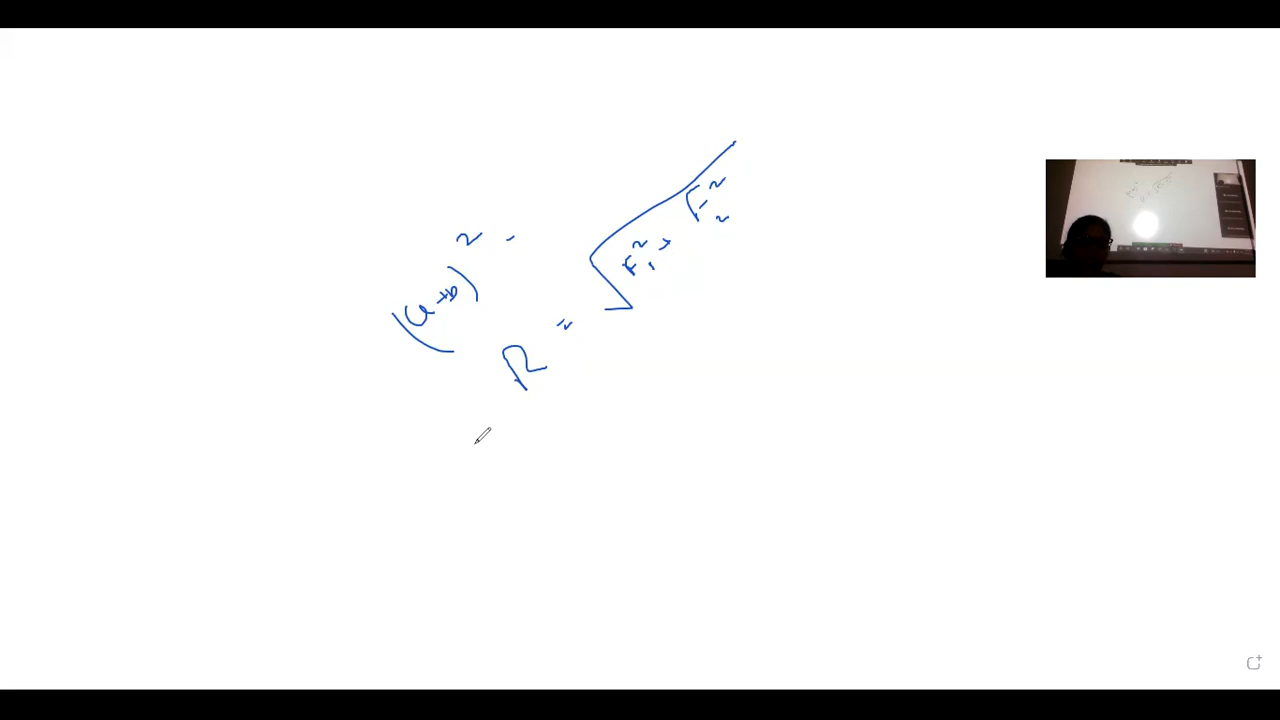 (a+b)² -
R = √F₁² + F₂²